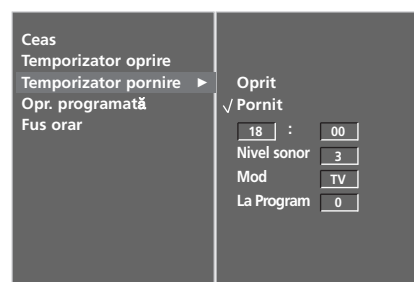 Ceas
Temporizator oprire
Temporizator pornire ►
Opr. programată
Fus orar
Oprit
√ Pornit
18 : 00
Nivel sonor 3
Mod TV
La Program 0